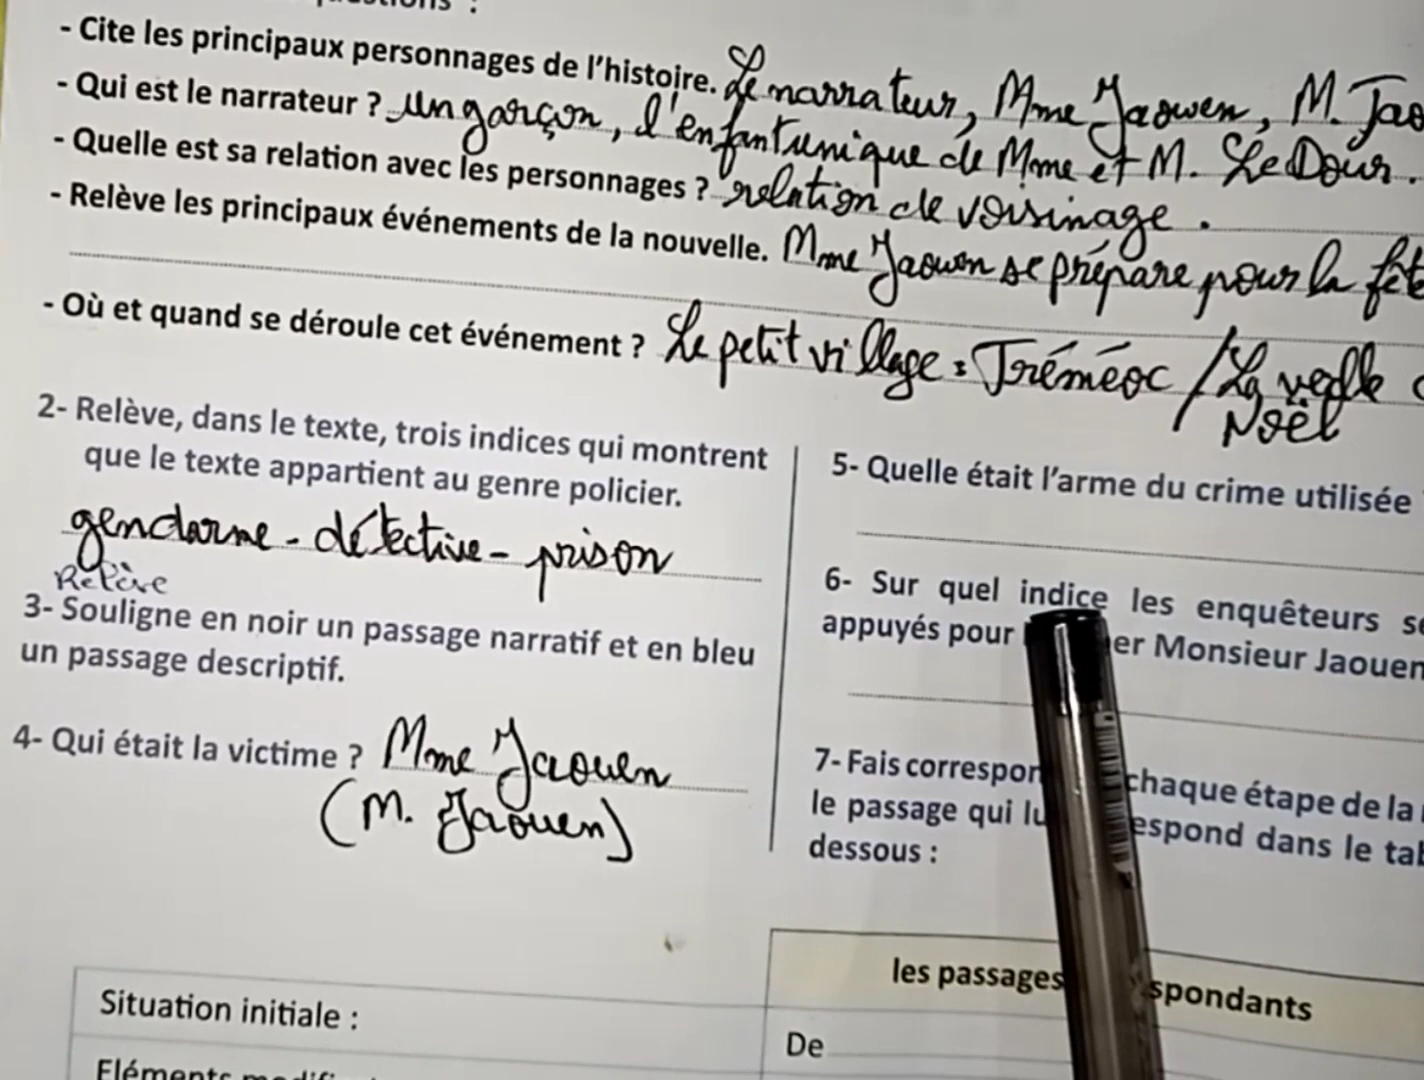 - Cite les principaux personnages de l'histoire. Le narrateur, Mme Jaouen, M. Jao
- Qui est le narrateur ? Un garçon, l'enfant unique de Mme et M. Le Dour.
- Quelle est sa relation avec les personnages ? relation de voisinage.
- Relève les principaux événements de la nouvelle. Mme Jaouen se prépare pour la fête
- Où et quand se déroule cet événement ? Le petit village : Tréméoc / La veille
Noël
2- Relève, dans le texte, trois indices qui montrent
que le texte appartient au genre policier.
gendarme - détective - prison
Relève
3- Souligne en noir un passage narratif et en bleu
un passage descriptif.
4- Qui était la victime ? Mme Jaouen
(M. Jaouen)
5- Quelle était l'arme du crime utilisée
6- Sur quel indice les enquêteurs se
appuyés pour er Monsieur Jaouen
7- Fais correspon chaque étape de la
le passage qui lu espond dans le tab
dessous :
les passages spondants
Situation initiale :
De
Eléments modifi